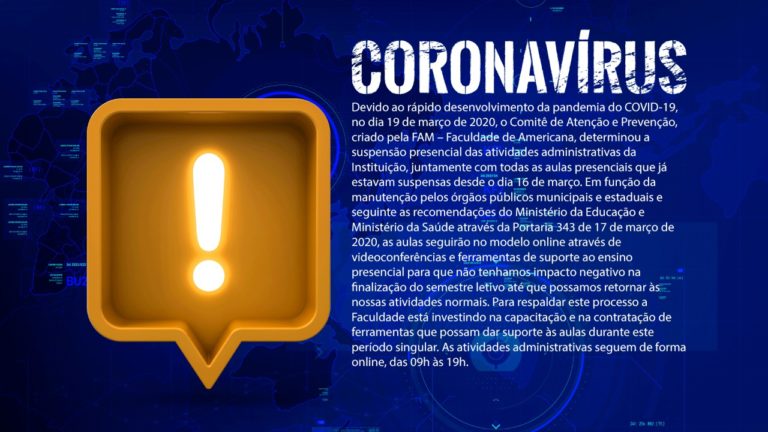 CORONAVÍRUS
Devido ao rápido desenvolvimento da pandemia do COVID-19,
no dia 19 de março de 2020, o Comitê de Atenção e Prevenção,
criado pela FAM – Faculdade de Americana, determinou a
suspensão presencial das atividades administrativas da
Instituição, juntamente com todas as aulas presenciais que já
estavam suspensas desde o dia 16 de março. Em função da
manutenção pelos órgãos públicos municipais e estaduais e
seguinte as recomendações do Ministério da Educação e
Ministério da Saúde através da Portaria 343 de 17 de março de
2020, as aulas seguirão no modelo online através de
videoconferências e ferramentas de suporte ao ensino
presencial para que não tenhamos impacto negativo na
finalização do semestre letivo até que possamos retornar às
nossas atividades normais. Para respaldar este processo a
Faculdade está investindo na capacitação e na contratação de
ferramentas que possam dar suporte às aulas durante este
período singular. As atividades administrativas seguem de forma
online, das 09h às 19h.
!